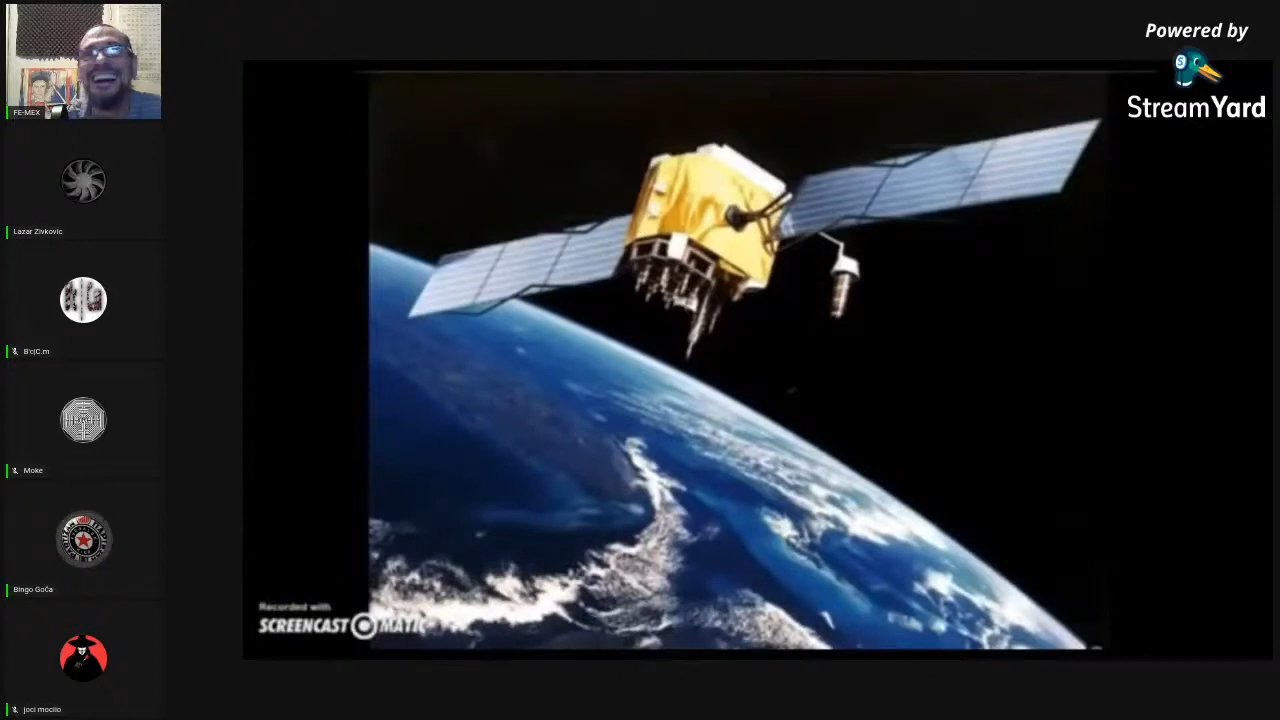 Powered by
StreamYard
FE-MEX
Lazar Zivkovic
B'c|C.m
Moke
Bingo Goča
joci mocilo
Recorded with
SCREENCAST MATIC